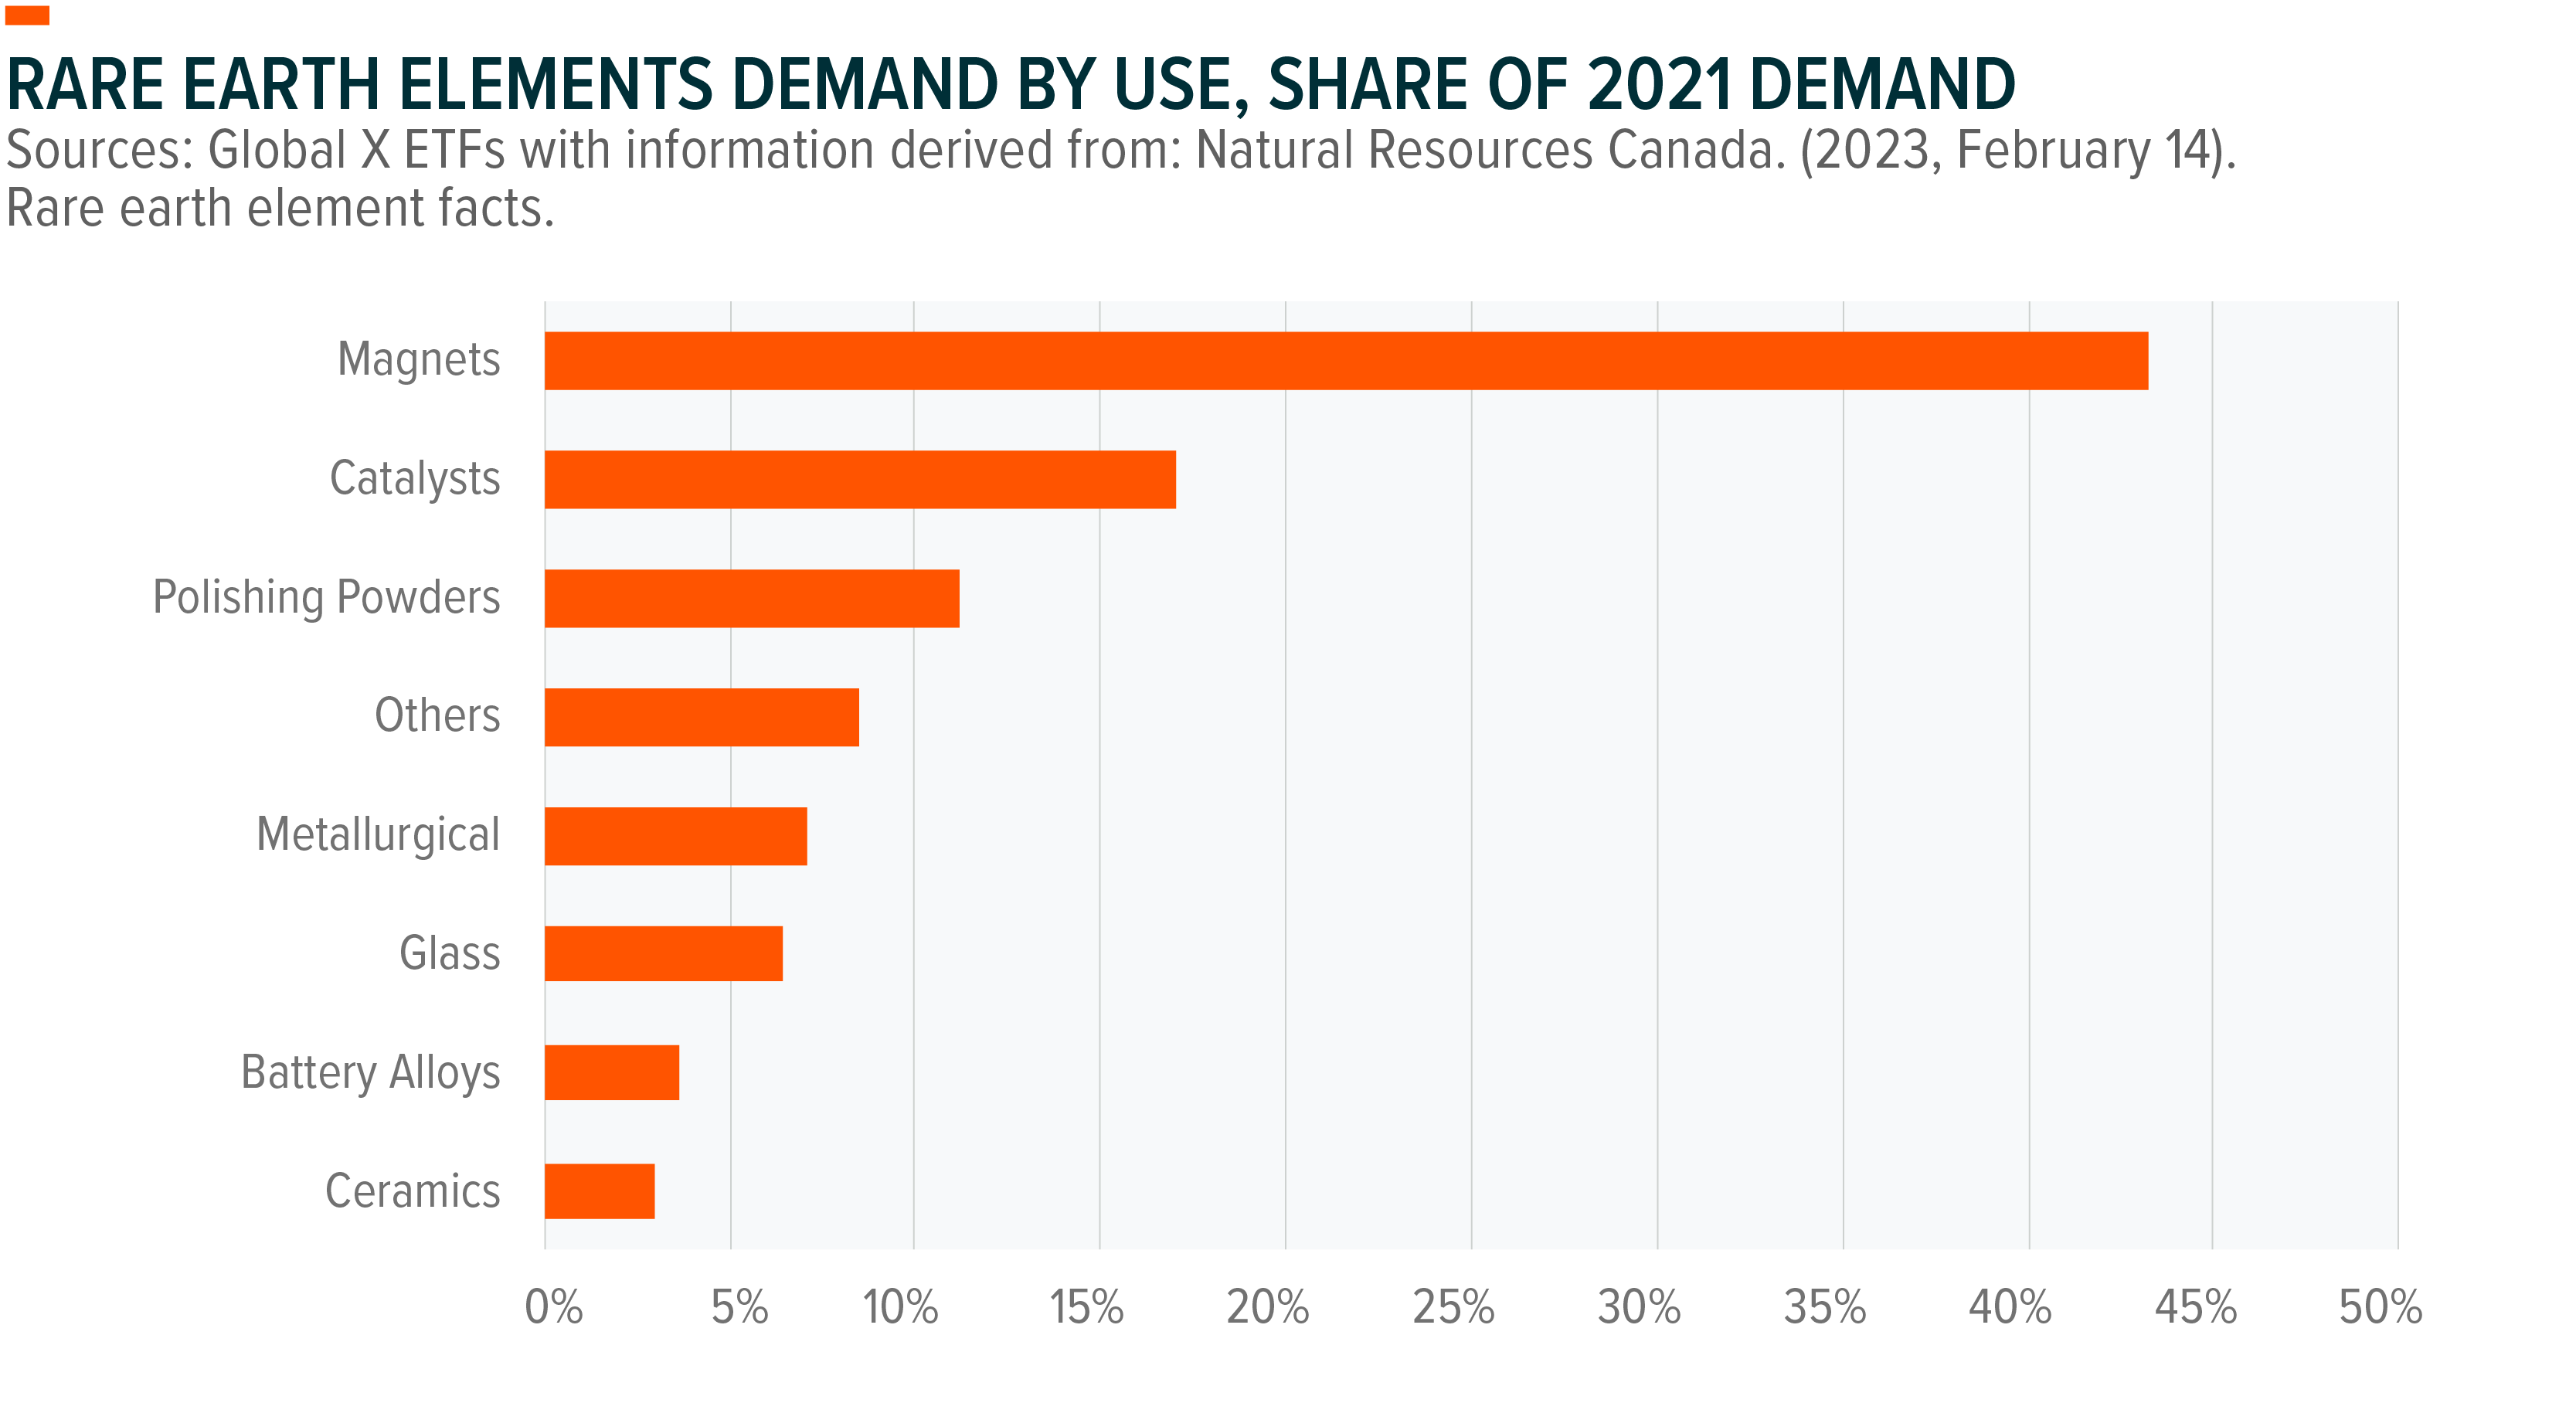 RARE EARTH ELEMENTS DEMAND BY USE, SHARE OF 2021 DEMAND
Sources: Global X ETFs with information derived from: Natural Resources Canada. (2023, February 14).
Rare earth element facts.
Magnets
Catalysts
Polishing Powders
Others
Metallurgical
Glass
Battery Alloys
Ceramics
0% 5% 10% 15% 20% 25% 30% 35% 40% 45% 50%